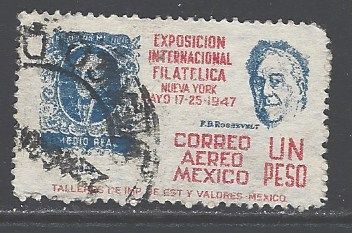 EXPOSICION
INTERNACIONAL
FILATELICA
NUEVA YORK
MAYO 17-25-1947
F.D. ROOSEVELT
MEDIO REAL
CORREO
AEREO
MEXICO
UN
PESO
TALLERES DE IMP. DE EST. Y VALORES-MEXICO.